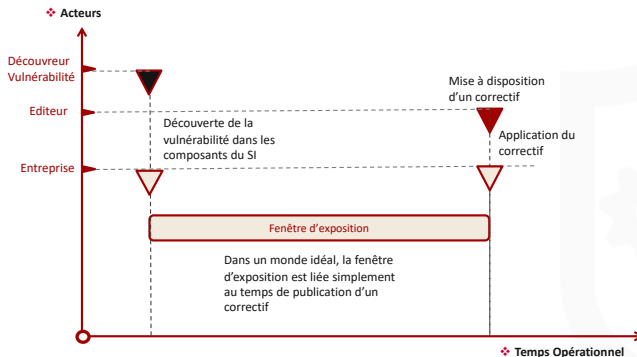 ❖ Acteurs
Découvreur
Vulnérabilité
Mise à disposition
d'un correctif
Editeur
Découverte de la
vulnérabilité dans les
composants du SI
Application du
correctif
Entreprise
Fenêtre d'exposition
Dans un monde idéal, la fenêtre
d'exposition est liée simplement
au temps de publication d'un
correctif
❖ Temps Opérationnel